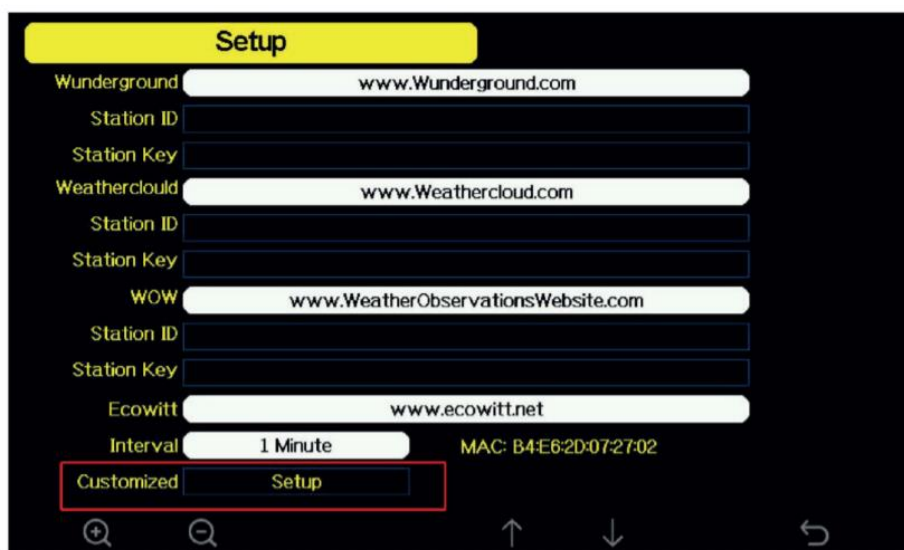 Setup
Wunderground www.Wunderground.com
Station ID
Station Key
Weatherclould www.Weathercloud.com
Station ID
Station Key
WOW www.WeatherObservationsWebsite.com
Station ID
Station Key
Ecowitt www.ecowitt.net
Interval 1 Minute MAC: B4:E6:2D:07:27:02
Customized Setup